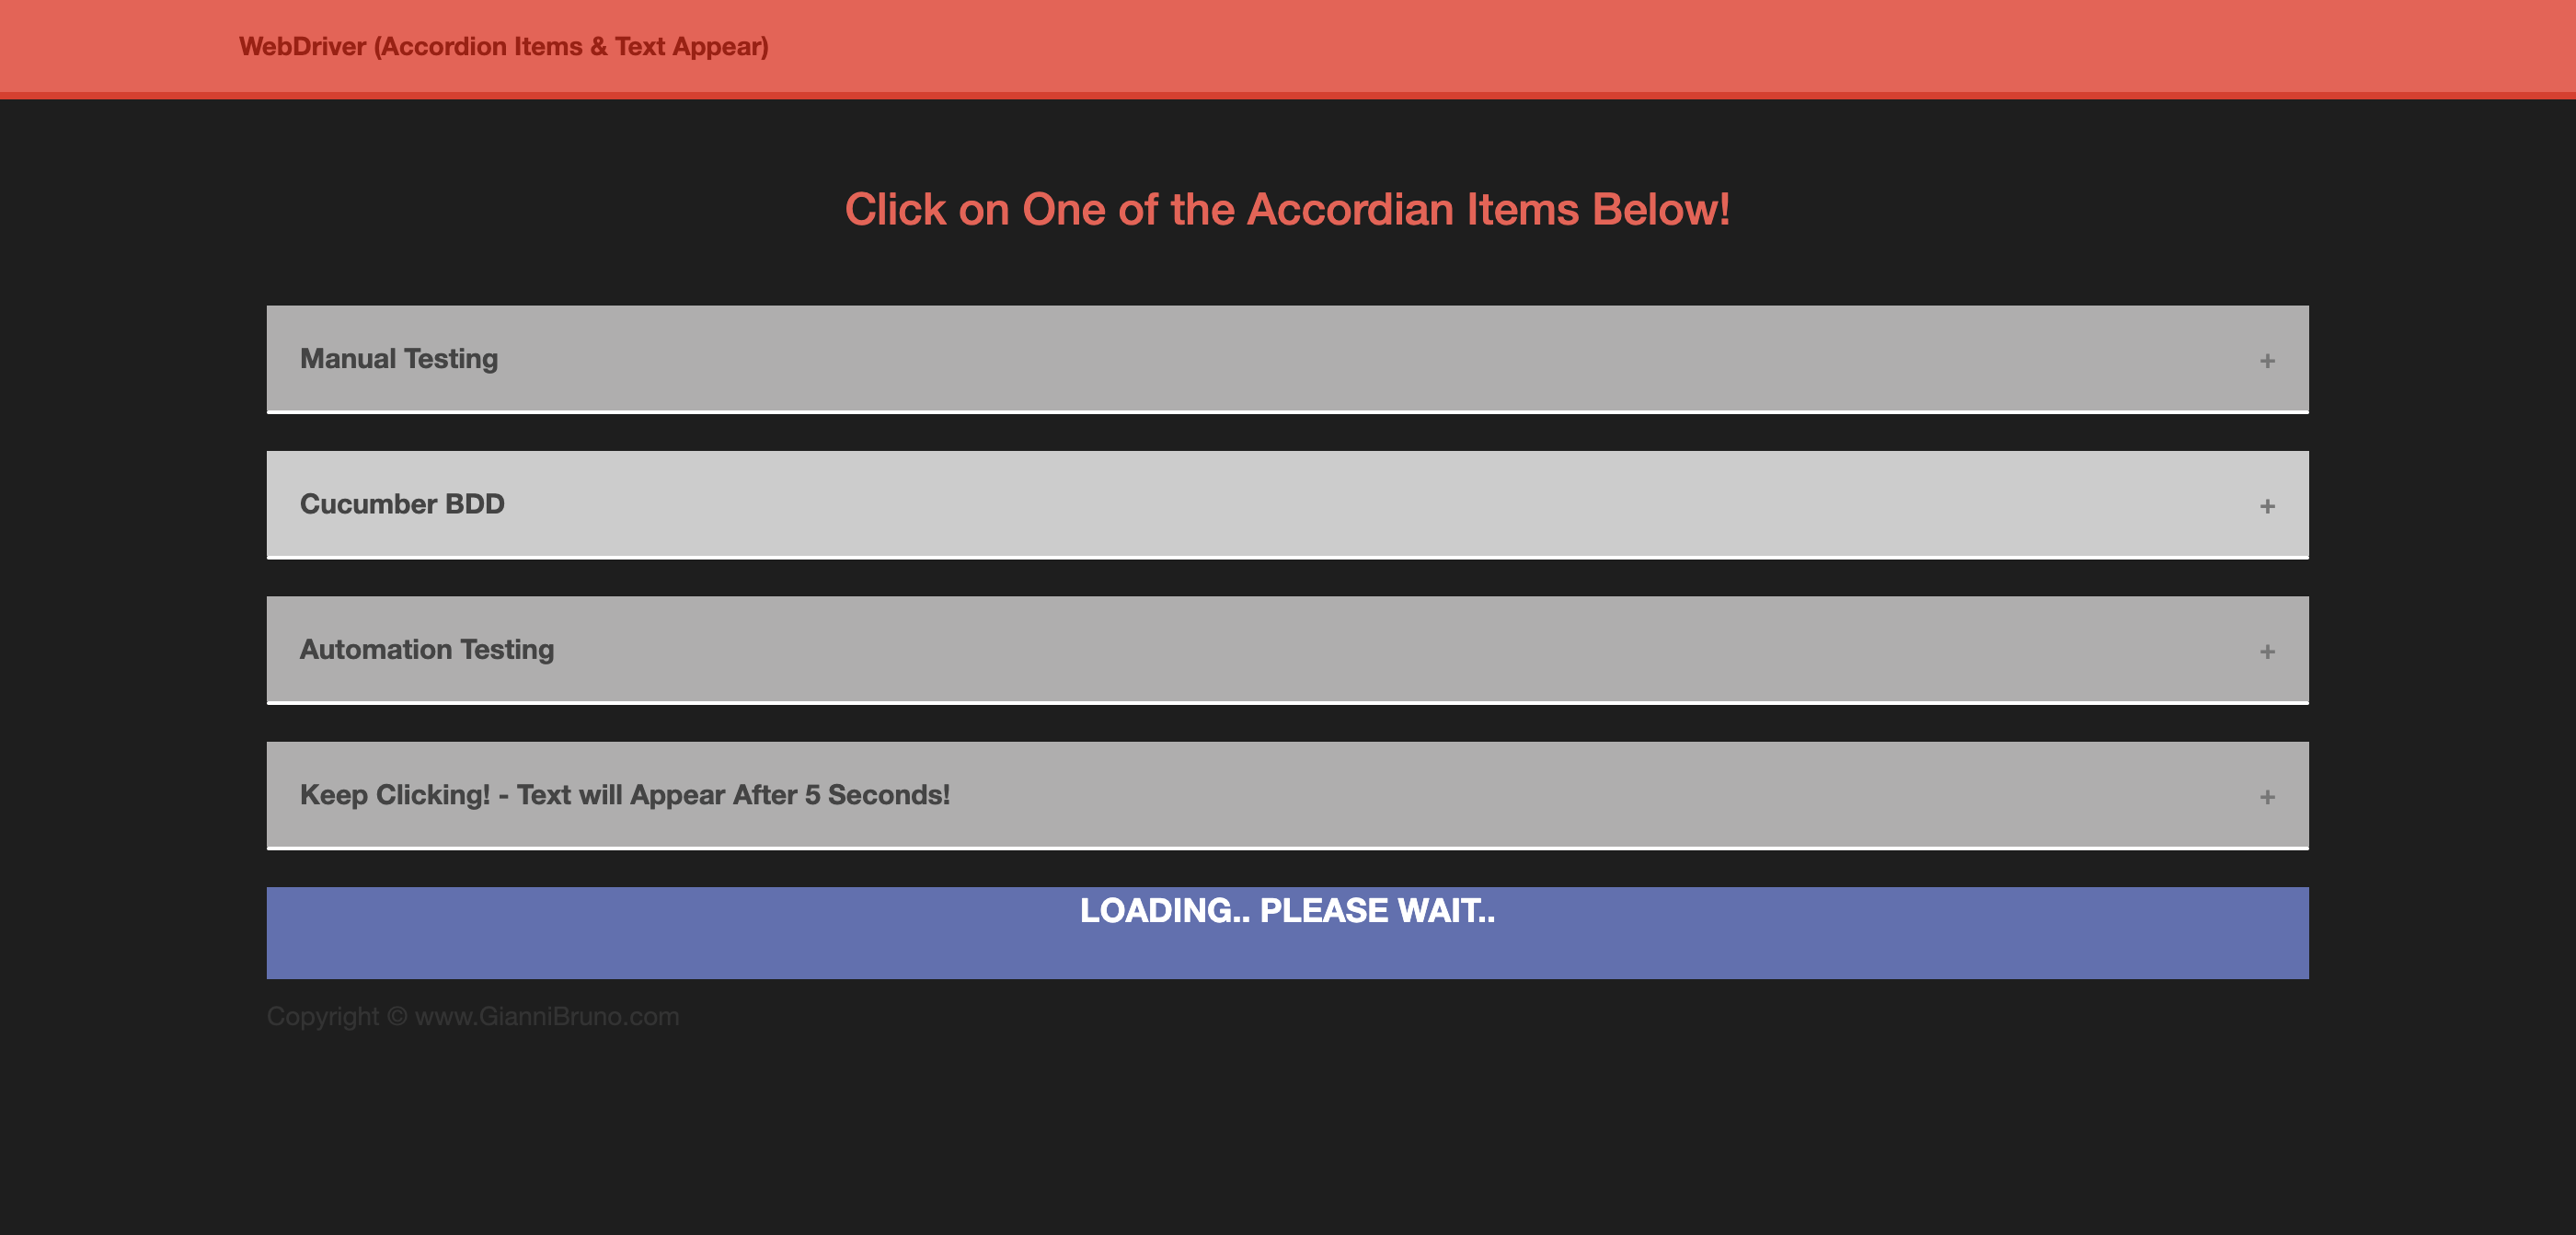 WebDriver (Accordion Items & Text Appear)
Click on One of the Accordian Items Below!
Manual Testing +
Cucumber BDD +
Automation Testing +
Keep Clicking! - Text will Appear After 5 Seconds! +
LOADING.. PLEASE WAIT..
Copyright © www.GianniBruno.com